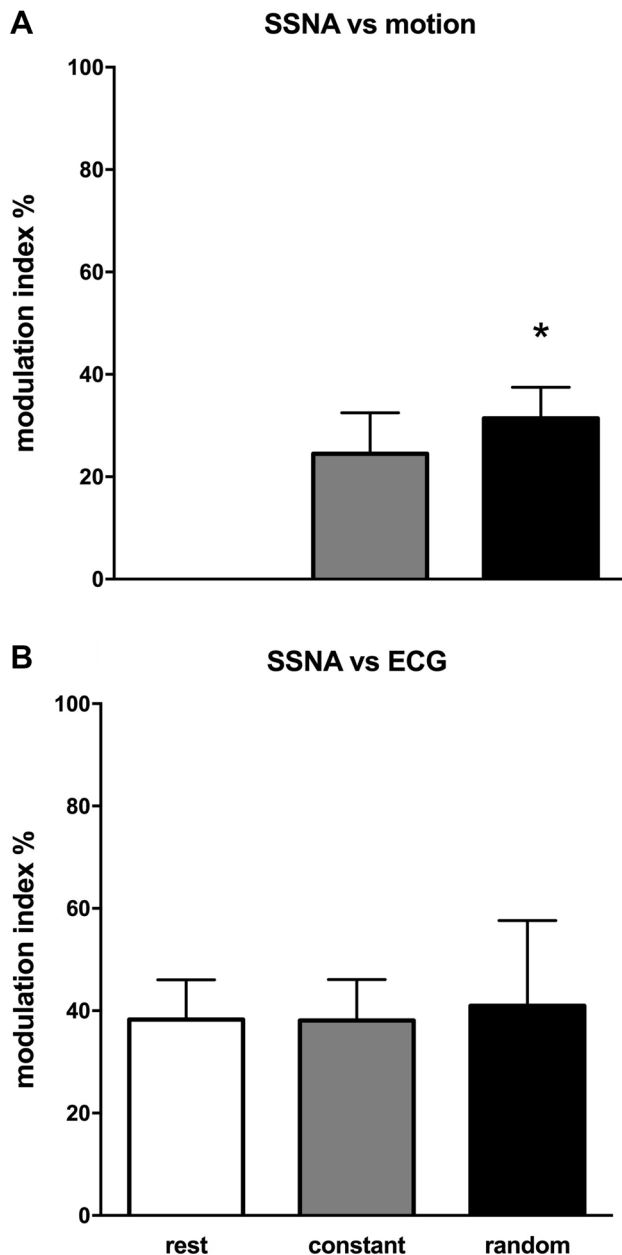 A
SSNA vs motion
modulation index %
100
80
60
40
20
0
*
B
SSNA vs ECG
modulation index %
100
80
60
40
20
0
rest constant random